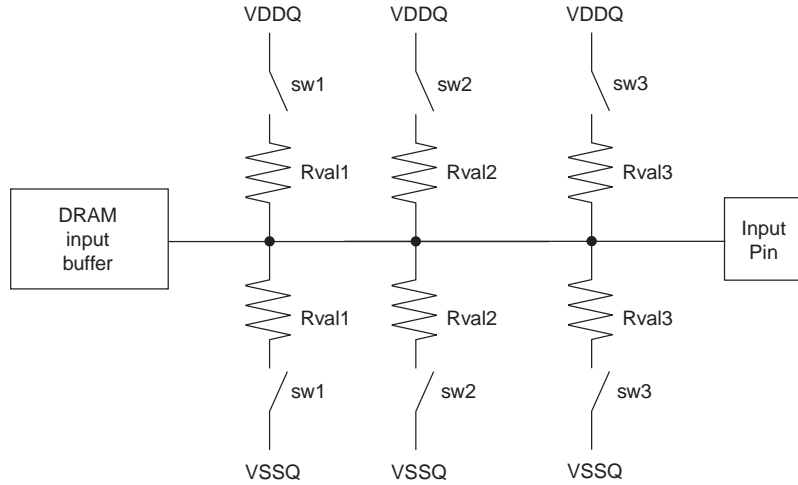 VDDQ VDDQ VDDQ
sw1 sw2 sw3
Rval1 Rval2 Rval3
DRAM
input
buffer
Input
Pin
Rval1 Rval2 Rval3
sw1 sw2 sw3
VSSQ VSSQ VSSQ